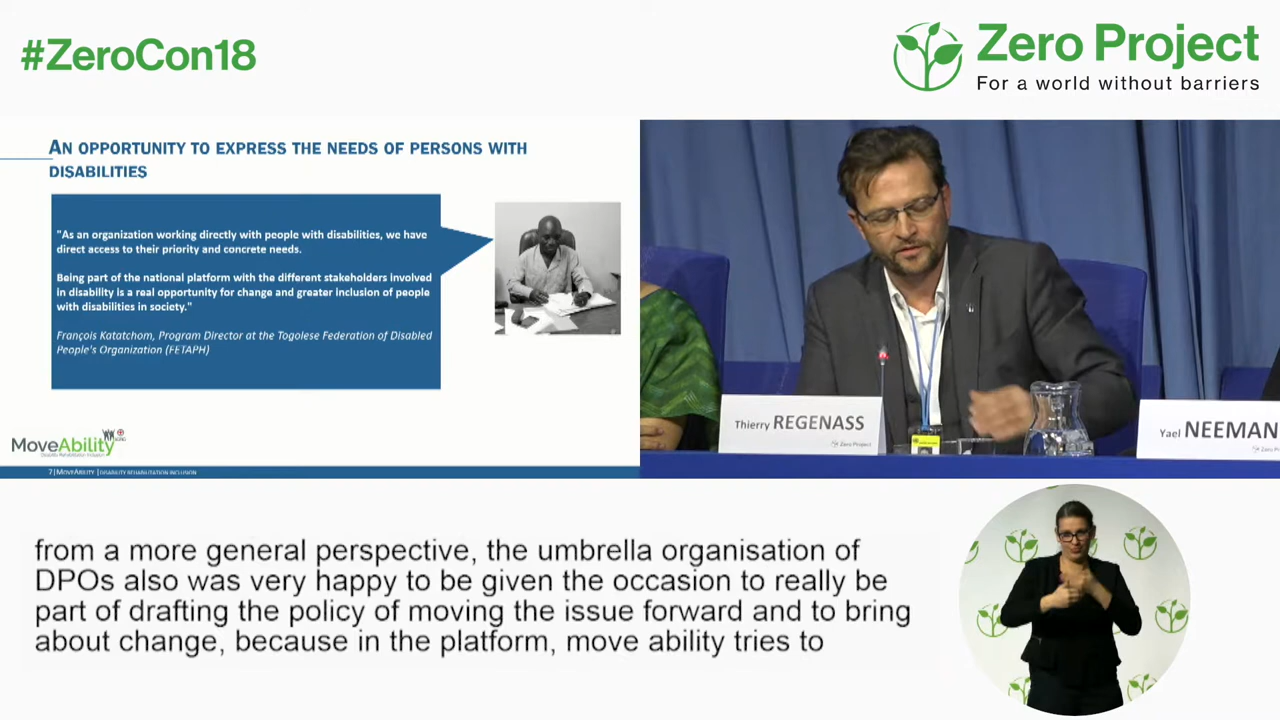 #ZeroCon18
Zero Project
For a world without barriers
AN OPPORTUNITY TO EXPRESS THE NEEDS OF PERSONS WITH
DISABILITIES
"As an organization working directly with people with disabilities, we have
direct access to their priority and concrete needs.
Being part of the national platform with the different stakeholders involved
in disability is a real opportunity for change and greater inclusion of people
with disabilities in society."
François Katatchom, Program Director at the Togolese Federation of Disabled
People's Organization (FETAPH)
MoveAbility
Disability Rehabilitation Inclusion
7 | MOVEABILITY | DISABILITY REHABILITATION INCLUSION
Thierry REGENASS
Zero Project
Yael NEEMAN
Zero P
from a more general perspective, the umbrella organisation of
DPOs also was very happy to be given the occasion to really be
part of drafting the policy of moving the issue forward and to bring
about change, because in the platform, move ability tries to